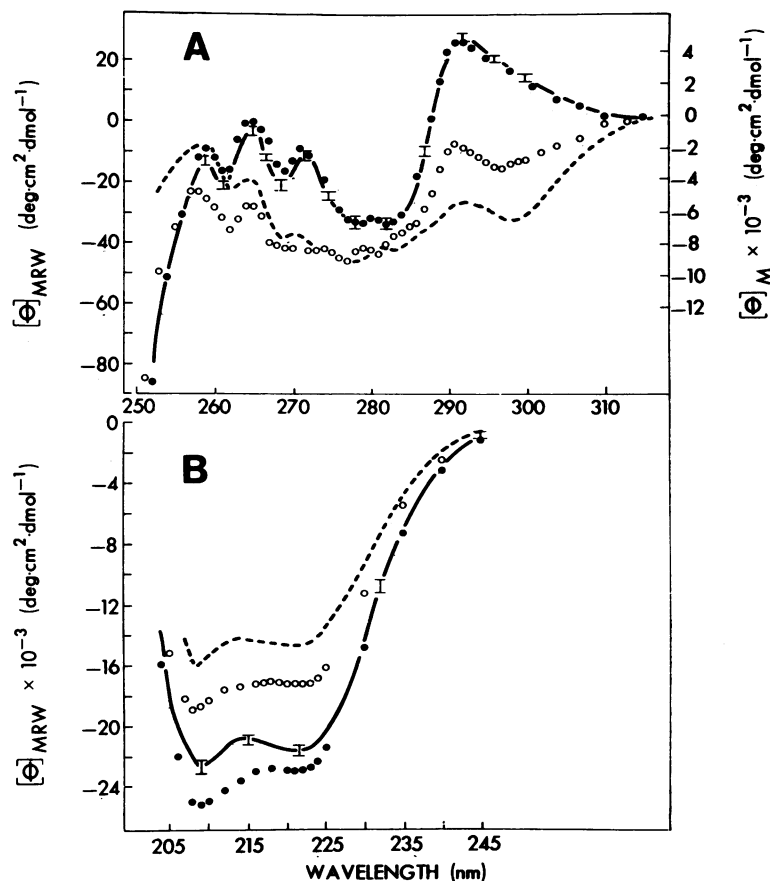 A
[Θ]MRW (deg·cm²·dmol⁻¹)
20
0
−20
−40
−60
−80
4
2
0
−2
−4
−6
−8
−10
−12
[Θ]M × 10⁻³ (deg·cm²·dmol⁻¹)
250 260 270 280 290 300 310
B
[Θ]MRW × 10⁻³ (deg·cm²·dmol⁻¹)
0
−4
−8
−12
−16
−20
−24
205 215 225 235 245
WAVELENGTH (nm)